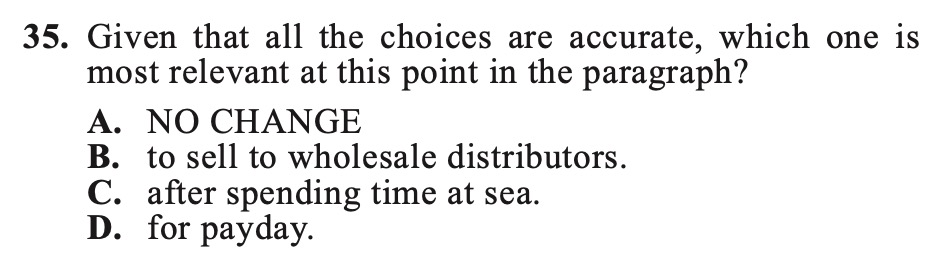 35. Given that all the choices are accurate, which one is
most relevant at this point in the paragraph?
A. NO CHANGE
B. to sell to wholesale distributors.
C. after spending time at sea.
D. for payday.